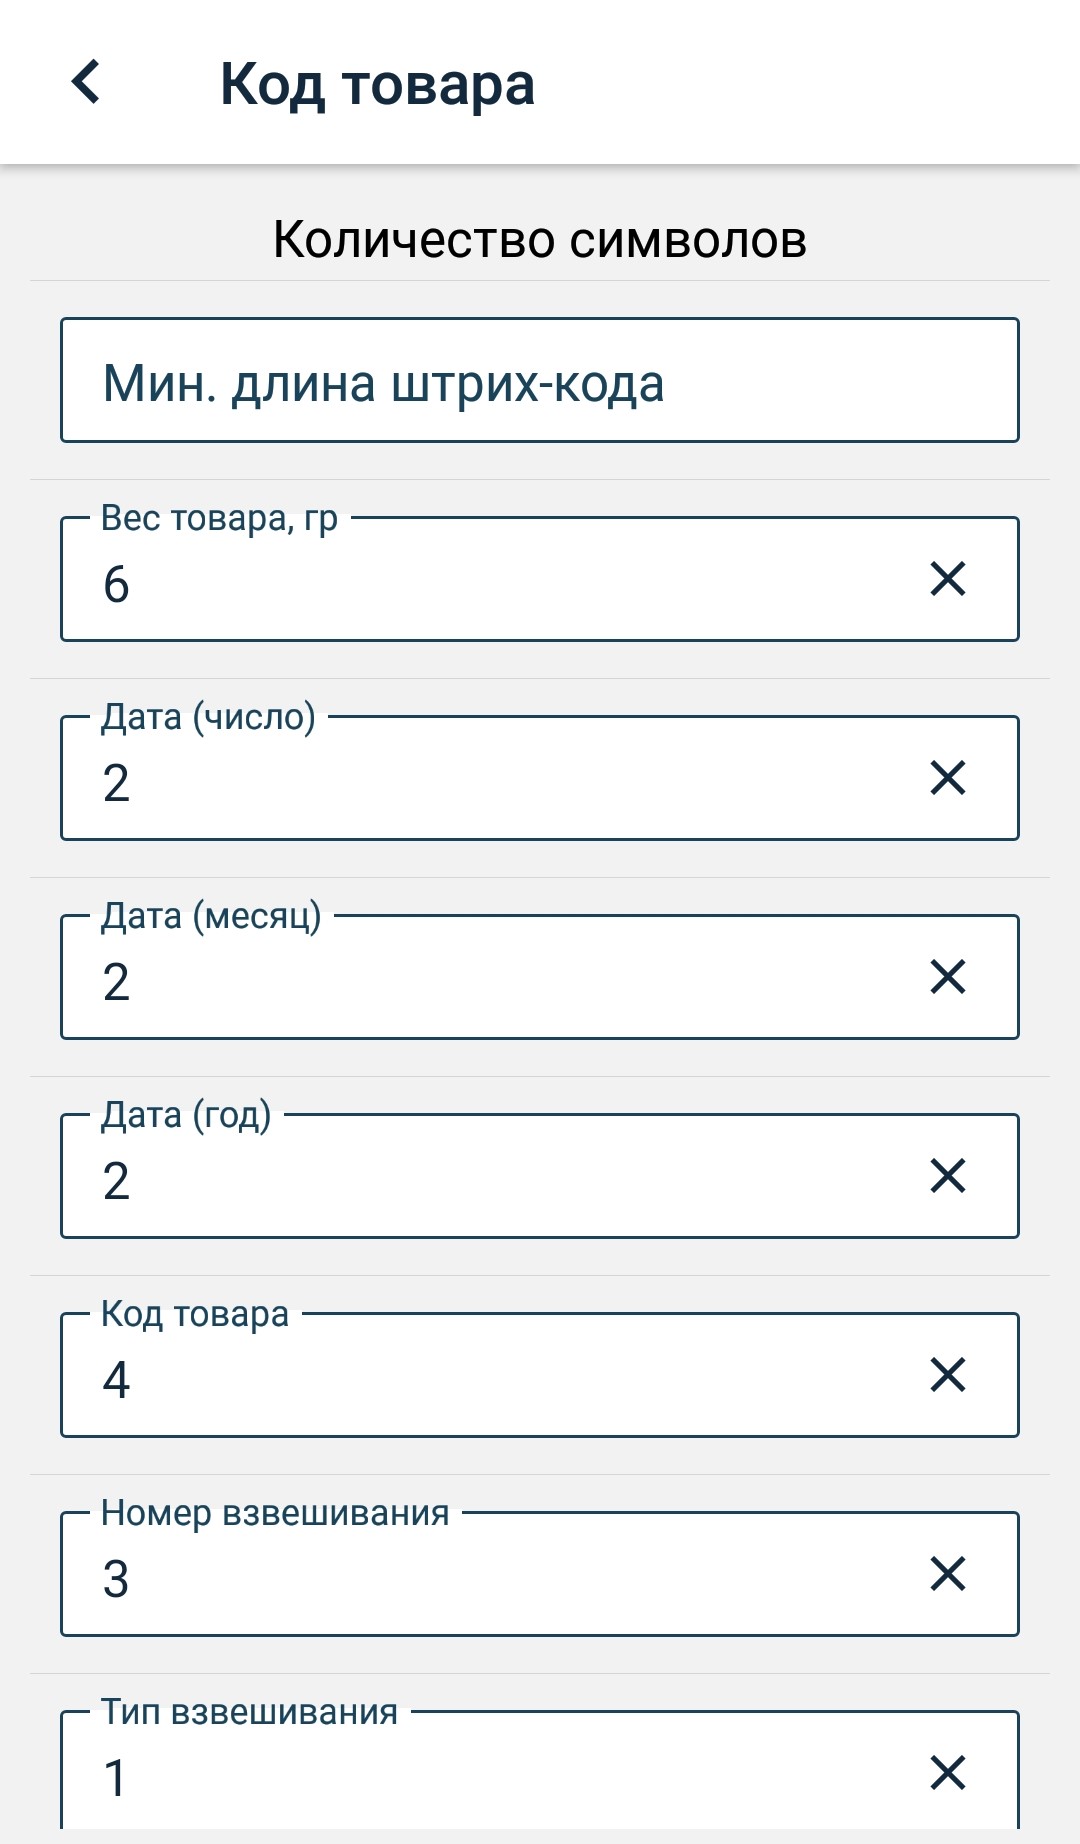 Код товара
Количество символов
Мин. длина штрих-кода
Вес товара, гр
6
Дата (число)
2
Дата (месяц)
2
Дата (год)
2
Код товара
4
Номер взвешивания
3
Тип взвешивания
1